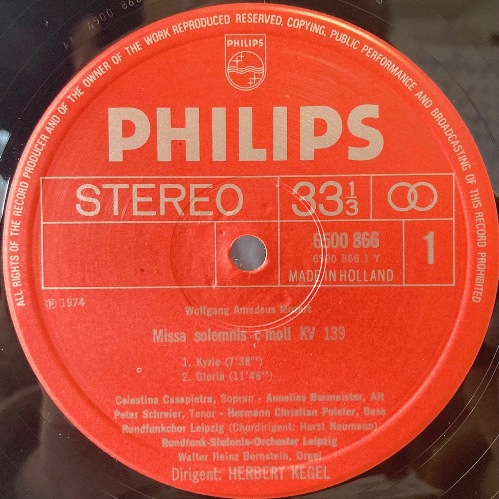 ALL RIGHTS OF THE RECORD PRODUCER AND OF THE OWNER OF THE WORK REPRODUCED RESERVED. COPYING, PUBLIC PERFORMANCE AND BROADCASTING OF THIS RECORD PROHIBITED
PHILIPS
PHILIPS
STEREO 33⅓
6500 866
6500 866.1 Y
1
MADE IN HOLLAND
℗ 1974
Wolfgang Amadeus Mozart
Missa solemnis c-moll KV 139
1. Kyrie (7'38'')
2. Gloria (11'46'')
Celestina Casapietra, Sopran - Annelies Burmeister, Alt
Peter Schreier, Tenor - Hermann Christian Polster, Bass
Rundfunkchor Leipzig (Chordirigent: Horst Neumann)
Rundfunk-Sinfonie-Orchester Leipzig
Walter Heinz Bernstein, Orgel
Dirigent: HERBERT KEGEL